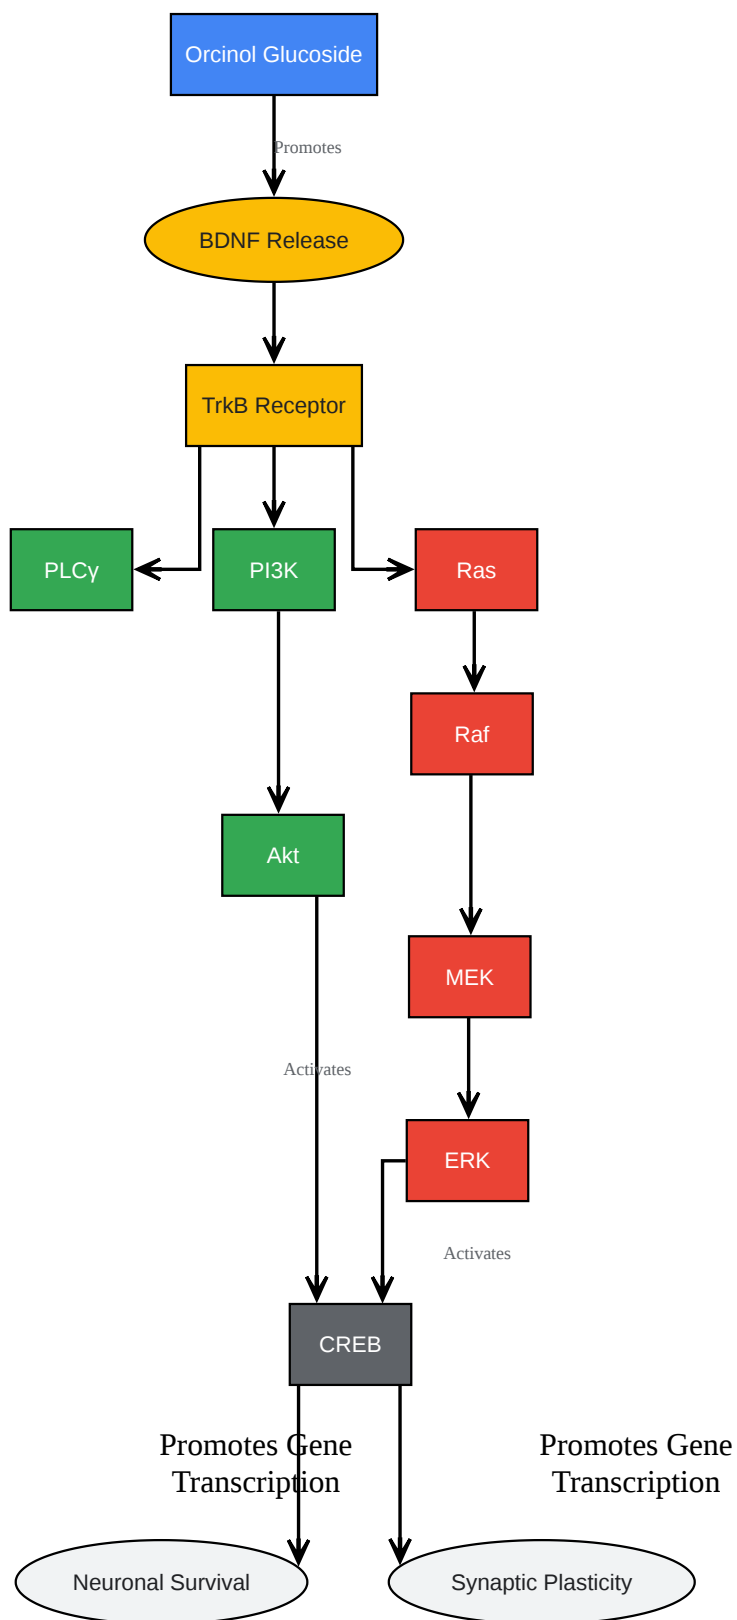 Orcinol Glucoside
Promotes
BDNF Release
TrkB Receptor
PLCγ
PI3K
Ras
Raf
Akt
MEK
Activates
ERK
Activates
CREB
Promotes Gene
Transcription
Promotes Gene
Transcription
Neuronal Survival
Synaptic Plasticity